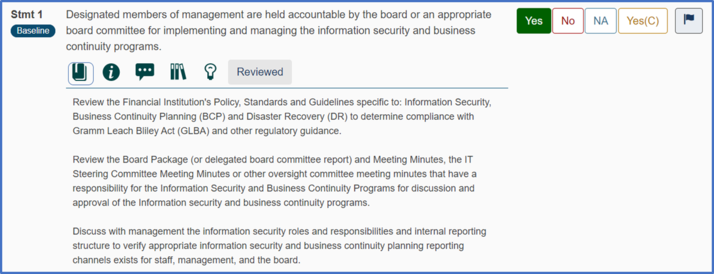 Stmt 1
Baseline
Designated members of management are held accountable by the board or an appropriate
board committee for implementing and managing the information security and business
continuity programs.
Yes No NA Yes(C)
Reviewed
Review the Financial Institution's Policy, Standards and Guidelines specific to: Information Security,
Business Continuity Planning (BCP) and Disaster Recovery (DR) to determine compliance with
Gramm Leach Bliley Act (GLBA) and other regulatory guidance.
Review the Board Package (or delegated board committee report) and Meeting Minutes, the IT
Steering Committee Meeting Minutes or other oversight committee meeting minutes that have a
responsibility for the Information Security and Business Continuity Programs for discussion and
approval of the Information security and business continuity programs.
Discuss with management the information security roles and responsibilities and internal reporting
structure to verify appropriate information security and business continuity planning reporting
channels exists for staff, management, and the board.